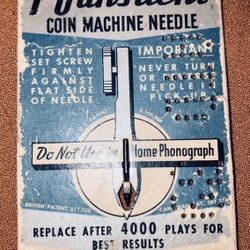 COIN MACHINE NEEDLE
TIGHTEN
SET SCREW
FIRMLY
AGAINST
FLAT SIDE
OF NEEDLE
IMPORTANT
NEVER TURN
OR
NEEDLE
PICK-UP
Do Not Use in Home Phonograph
BRITISH PATENT
REPLACE AFTER 4000 PLAYS FOR
BEST RESULTS